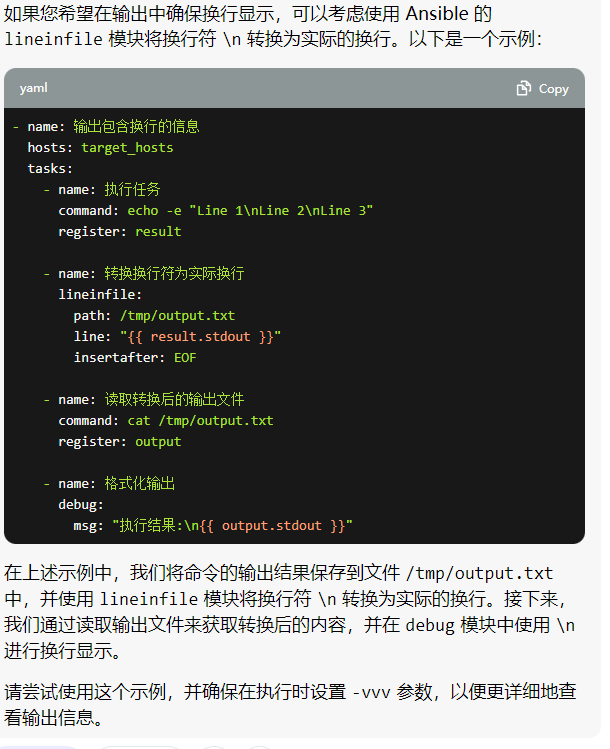 如果您希望在输出中确保换行显示，可以考虑使用 Ansible 的
lineinfile 模块将换行符 \n 转换为实际的换行。以下是一个示例：
yaml Copy
- name: 输出包含换行的信息
  hosts: target_hosts
  tasks:
    - name: 执行任务
      command: echo -e "Line 1\nLine 2\nLine 3"
      register: result

    - name: 转换换行符为实际换行
      lineinfile:
        path: /tmp/output.txt
        line: "{{ result.stdout }}"
        insertafter: EOF

    - name: 读取转换后的输出文件
      command: cat /tmp/output.txt
      register: output

    - name: 格式化输出
      debug:
        msg: "执行结果:\n{{ output.stdout }}"
在上述示例中，我们将命令的输出结果保存到文件 /tmp/output.txt
中，并使用 lineinfile 模块将换行符 \n 转换为实际的换行。接下来，
我们通过读取输出文件来获取转换后的内容，并在 debug 模块中使用 \n
进行换行显示。
请尝试使用这个示例，并确保在执行时设置 -vvv 参数，以便更详细地查
看输出信息。